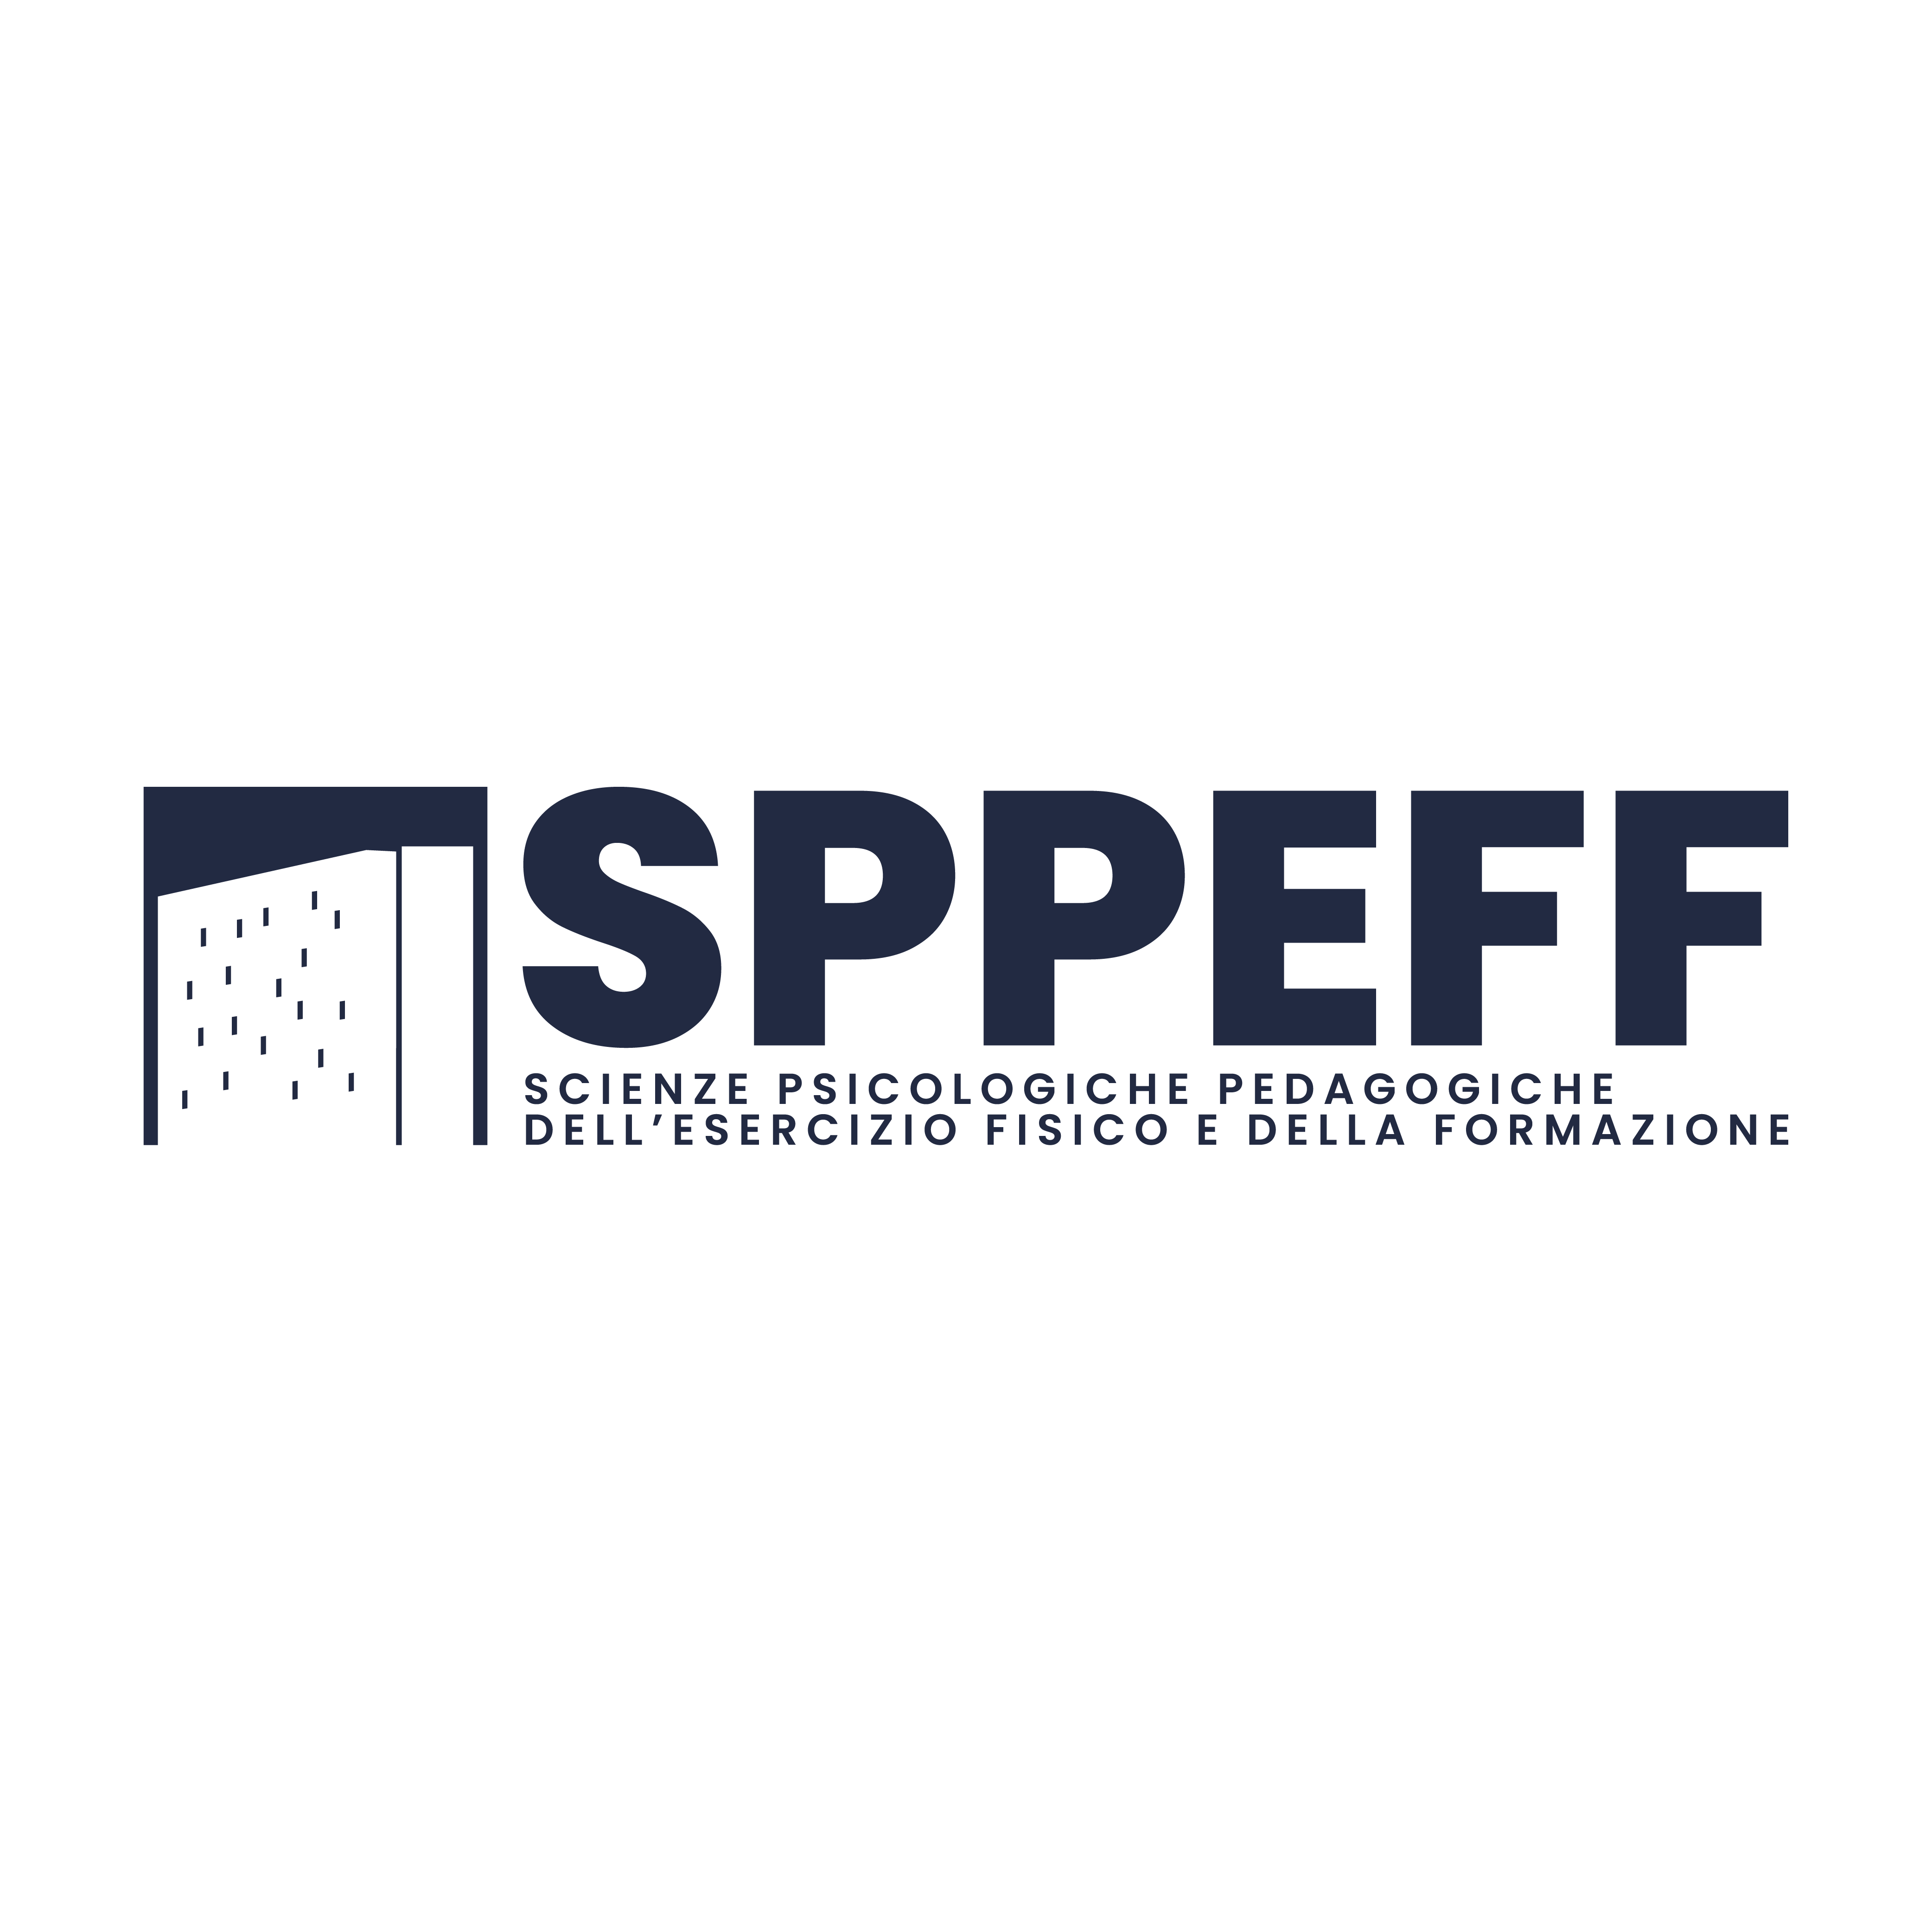 SPPEFF
SCIENZE PSICOLOGICHE PEDAGOGICHE
DELL'ESERCIZIO FISICO E DELLA FORMAZIONE